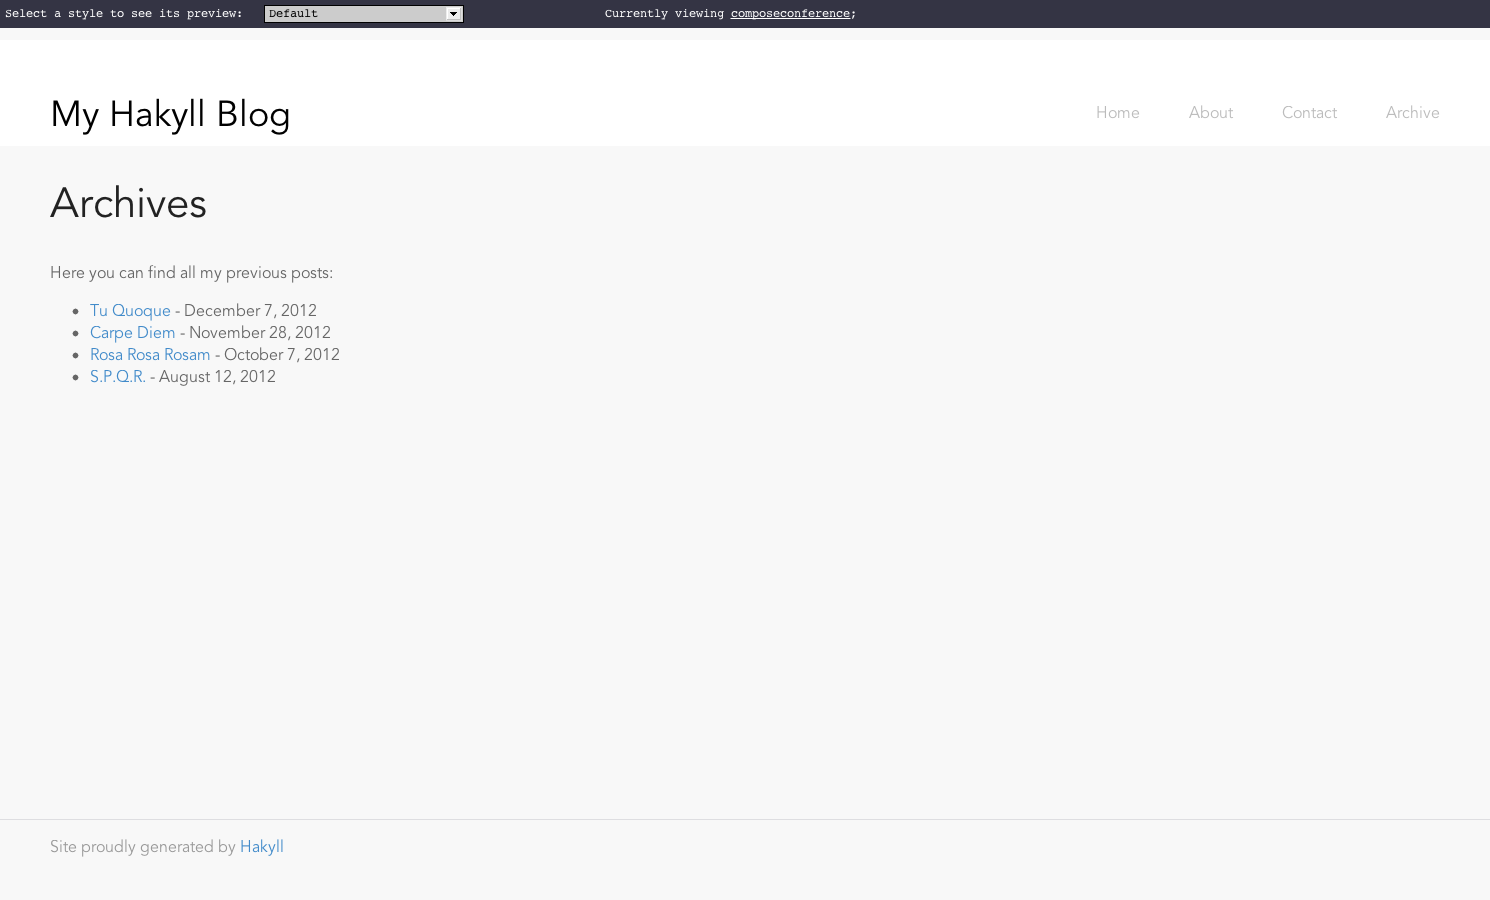 Select a style to see its preview: Default Currently viewing composeconference;
My Hakyll Blog Home About Contact Archive
Archives
Here you can find all my previous posts:
Tu Quoque - December 7, 2012
Carpe Diem - November 28, 2012
Rosa Rosa Rosam - October 7, 2012
S.P.Q.R. - August 12, 2012
Site proudly generated by Hakyll